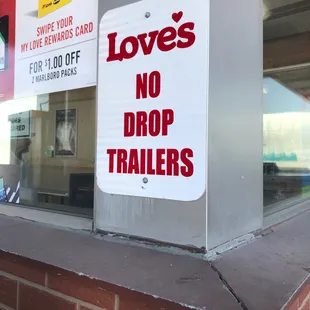 SWIPE YOUR
MY LOVE REWARDS CARD
FOR $1.00 OFF
2 MARLBORO PACKS
Love's
NO
DROP
TRAILERS